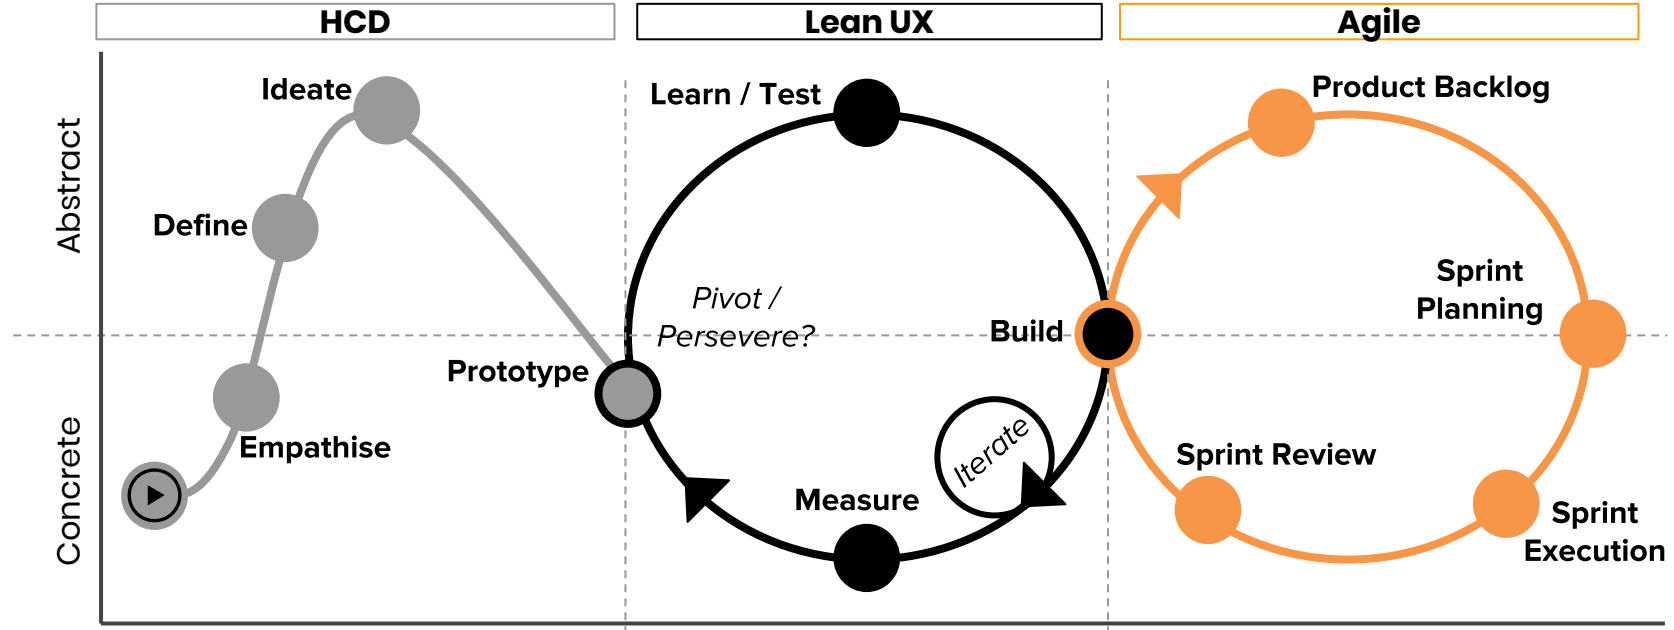 HCD
Lean UX
Agile
Abstract
Concrete
Ideate
Define
Empathise
Prototype
Learn / Test
Pivot /
Persevere?
Build
Iterate
Measure
Product Backlog
Sprint
Planning
Sprint Review
Sprint
Execution